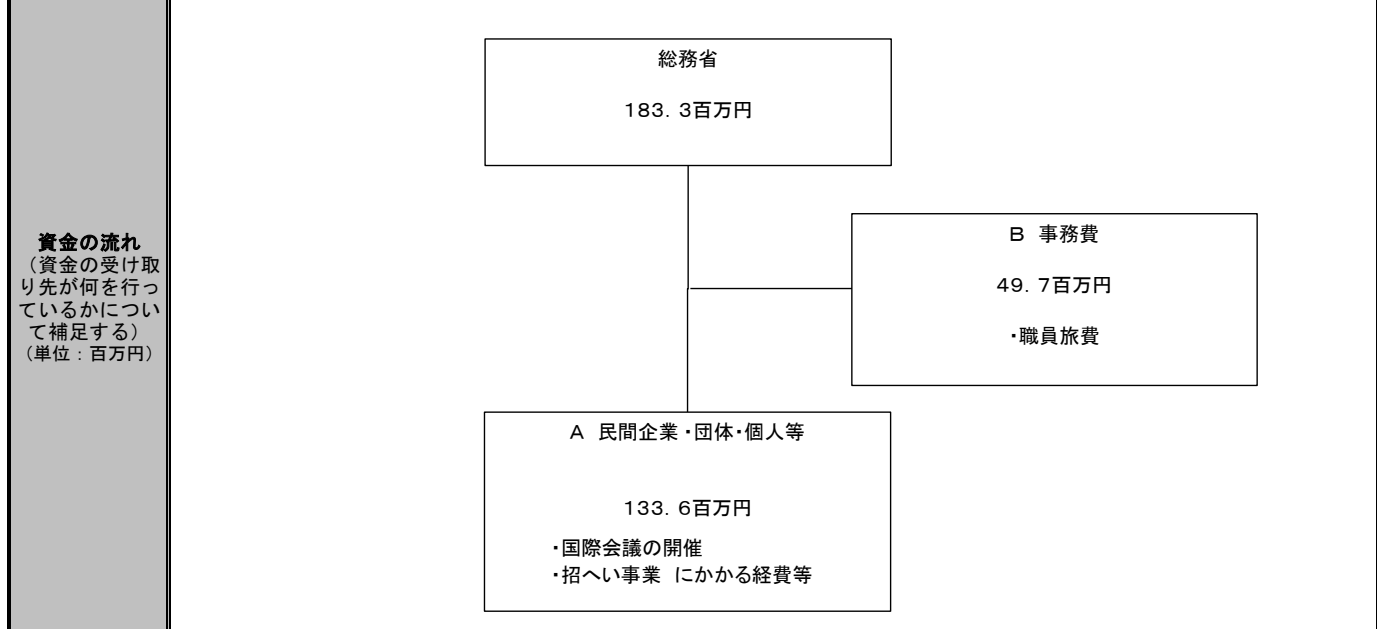 資金の流れ
(資金の受け取
り先が何を行っ
ているかについ
て補足する)
(単位:百万円)
総務省
183.3百万円
B 事務費
49.7百万円
・職員旅費
A 民間企業・団体・個人等
133.6百万円
・国際会議の開催
・招へい事業 にかかる経費等